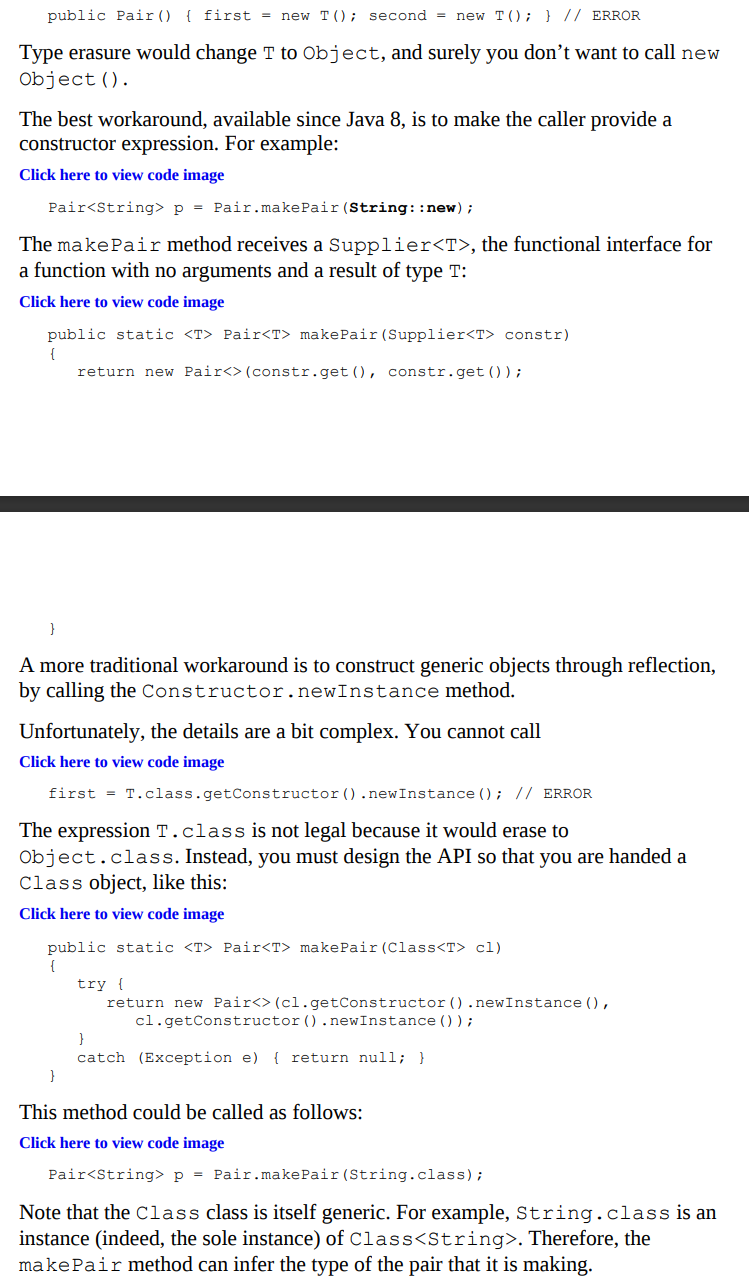 public Pair() { first = new T(); second = new T(); } // ERROR
Type erasure would change T to Object, and surely you don’t want to call new
Object().
The best workaround, available since Java 8, is to make the caller provide a
constructor expression. For example:
Click here to view code image
Pair<String> p = Pair.makePair(String::new);
The makePair method receives a Supplier<T>, the functional interface for
a function with no arguments and a result of type T:
Click here to view code image
public static <T> Pair<T> makePair(Supplier<T> constr)
{
return new Pair<>(constr.get(), constr.get());
}
A more traditional workaround is to construct generic objects through reflection,
by calling the Constructor.newInstance method.
Unfortunately, the details are a bit complex. You cannot call
Click here to view code image
first = T.class.getConstructor().newInstance(); // ERROR
The expression T.class is not legal because it would erase to
Object.class. Instead, you must design the API so that you are handed a
Class object, like this:
Click here to view code image
public static <T> Pair<T> makePair(Class<T> cl)
{
try {
return new Pair<>(cl.getConstructor().newInstance(),
cl.getConstructor().newInstance());
}
catch (Exception e) { return null; }
}
This method could be called as follows:
Click here to view code image
Pair<String> p = Pair.makePair(String.class);
Note that the Class class is itself generic. For example, String.class is an
instance (indeed, the sole instance) of Class<String>. Therefore, the
makePair method can infer the type of the pair that it is making.